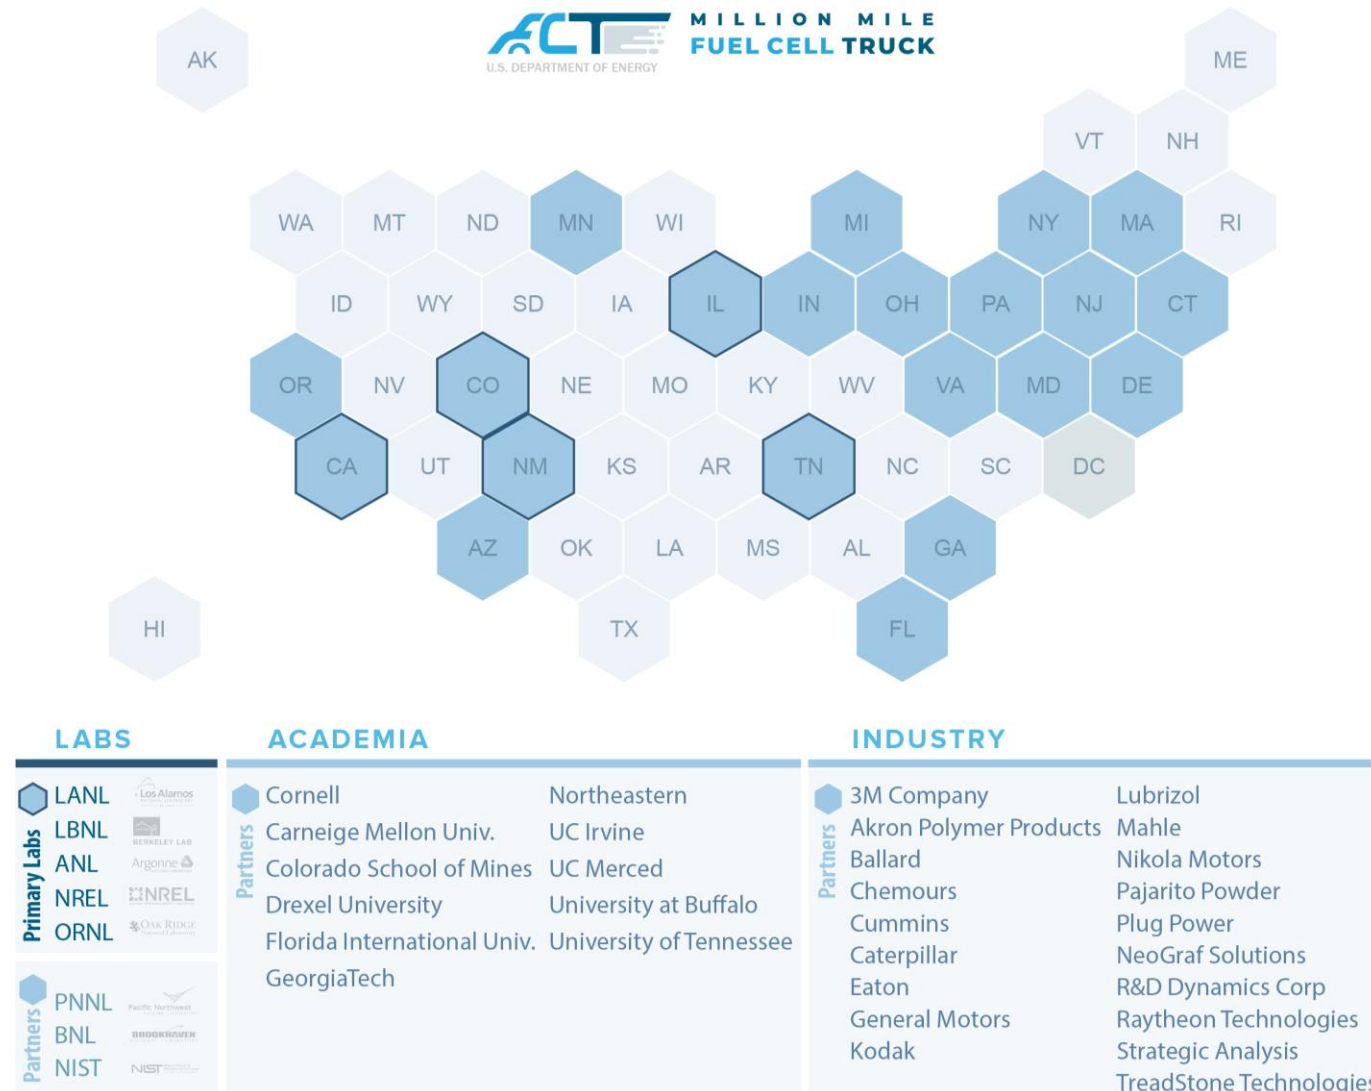 MILLION MILE
FUEL CELL TRUCK
FCT
U.S. DEPARTMENT OF ENERGY
AK
ME
VT NH
WA MT ND MN WI MI NY MA RI
ID WY SD IA IL IN OH PA NJ CT
OR NV CO NE MO KY WV VA MD DE
CA UT NM KS AR TN NC SC DC
AZ OK LA MS AL GA
HI TX FL
LABS
Primary Labs
LANL Los Alamos
LBNL BERKELEY LAB
ANL Argonne
NREL NREL
ORNL OAK RIDGE National Laboratory
Partners
PNNL Pacific Northwest
BNL BROOKHAVEN
NIST NIST
ACADEMIA
Partners
Cornell
Carneige Mellon Univ.
Colorado School of Mines
Drexel University
Florida International Univ.
GeorgiaTech
Northeastern
UC Irvine
UC Merced
University at Buffalo
University of Tennessee
INDUSTRY
Partners
3M Company
Akron Polymer Products
Ballard
Chemours
Cummins
Caterpillar
Eaton
General Motors
Kodak
Lubrizol
Mahle
Nikola Motors
Pajarito Powder
Plug Power
NeoGraf Solutions
R&D Dynamics Corp
Raytheon Technologies
Strategic Analysis
TreadStone Technologies